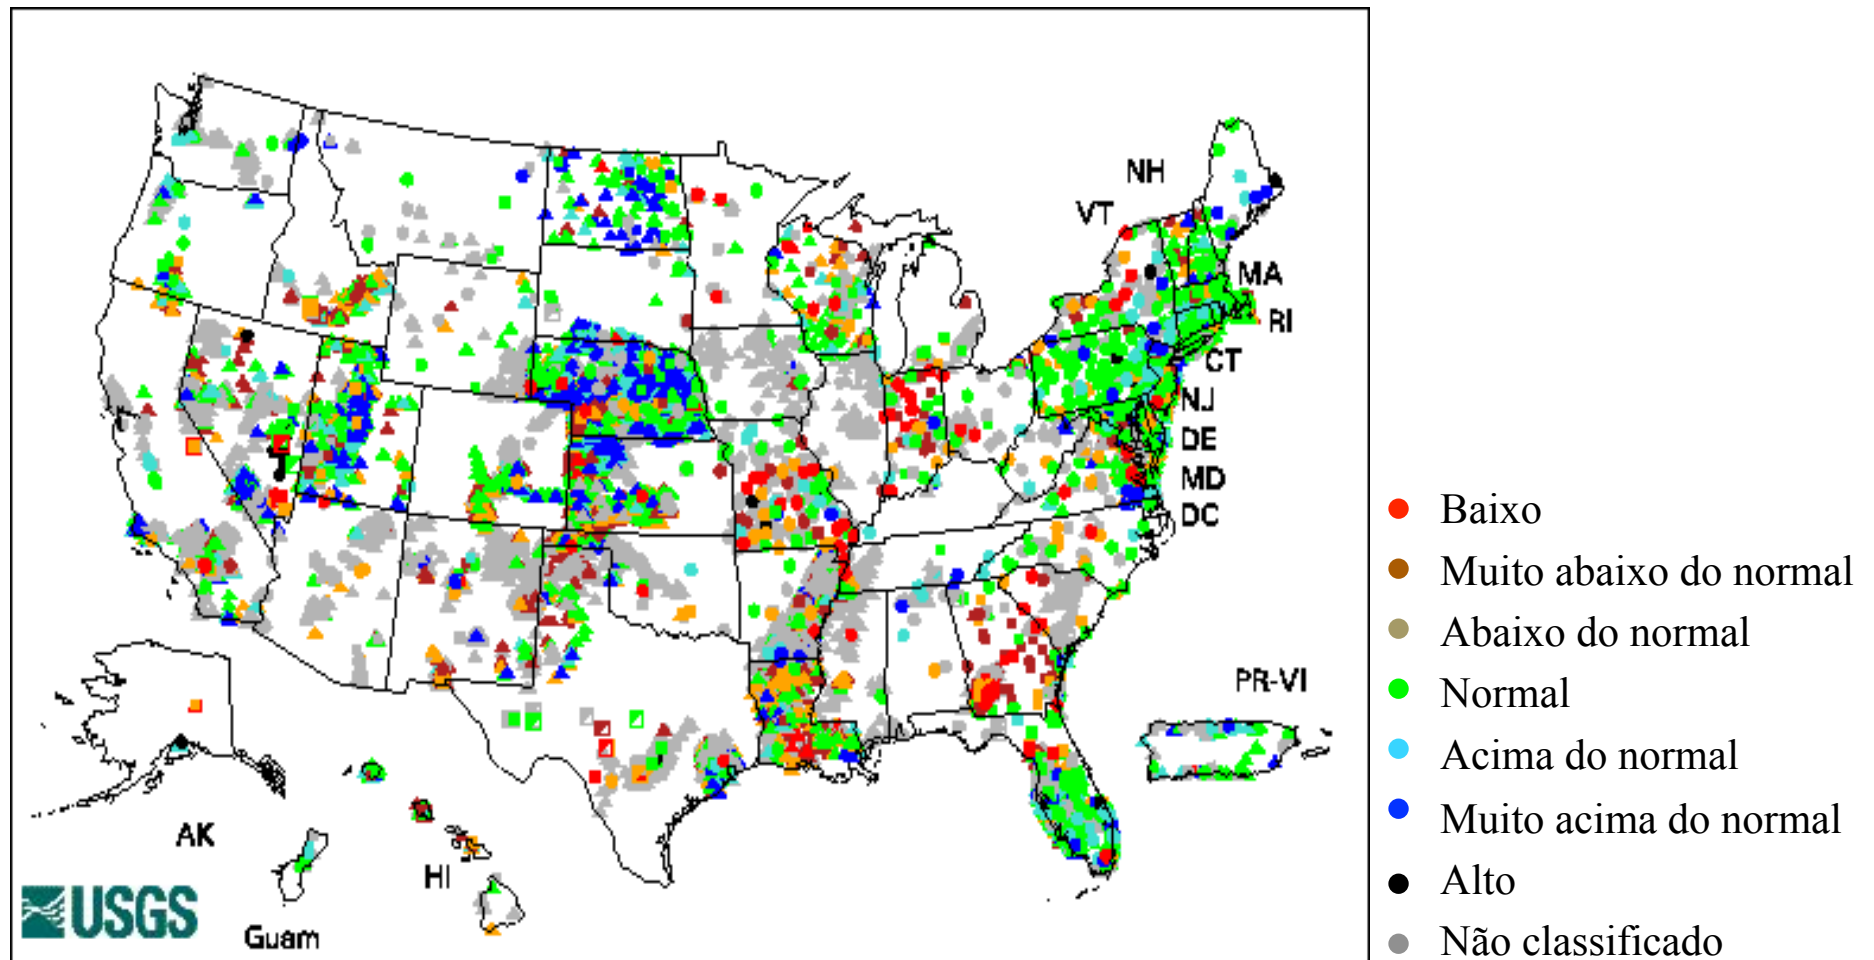 NH
VT
MA
RI
CT
NJ
DE
MD
DC
PR-VI
AK
HI
Guam
USGS
Baixo
Muito abaixo do normal
Abaixo do normal
Normal
Acima do normal
Muito acima do normal
Alto
Não classificado